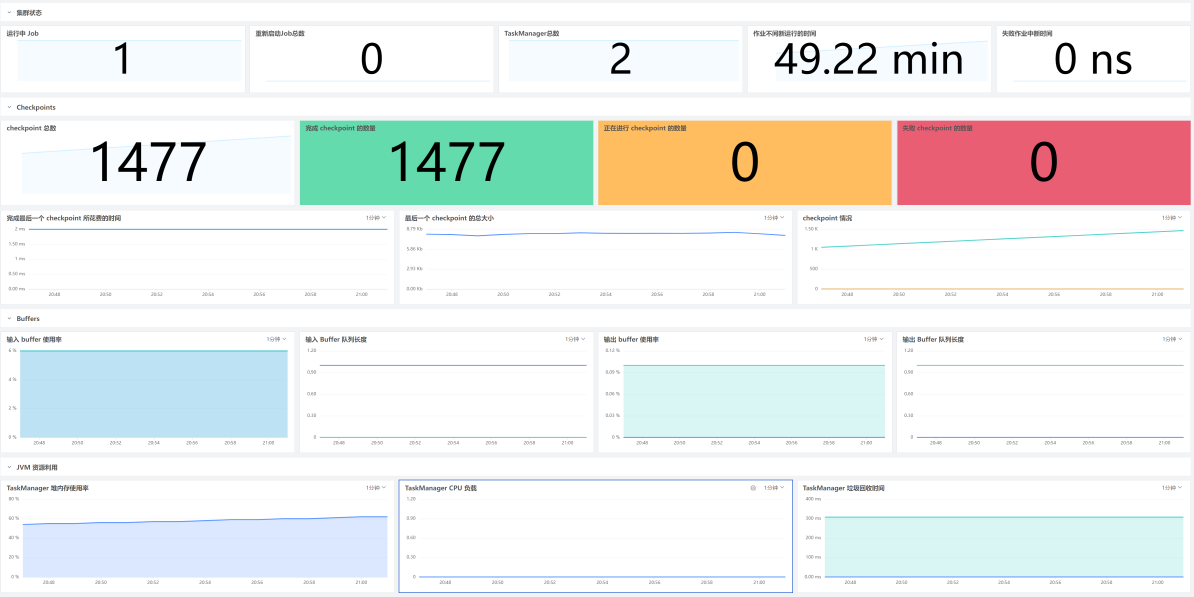 集群状态
运行中 Job
1
重新启动Job总数
0
TaskManager总数
2
作业不间断运行的时间
49.22 min
失败作业中断时间
0 ns
Checkpoints
checkpoint 总数
1477
完成 checkpoint 的数量
1477
正在进行 checkpoint 的数量
0
失败 checkpoint 的数量
0
完成最后一个 checkpoint 所花费的时间
1分钟
2 ms
1.50 ms
1 ms
0.50 ms
0.00 ms
20:48 20:50 20:52 20:54 20:56 20:58 21:00
最后一个 checkpoint 的总大小
1分钟
8.79 Kb
5.86 Kb
2.93 Kb
0.00 Kb
20:48 20:50 20:52 20:54 20:56 20:58 21:00
checkpoint 情况
1分钟
1.50 K
1 K
500
0
20:48 20:50 20:52 20:54 20:56 20:58 21:00
Buffers
输入 buffer 使用率
1分钟
6 %
4 %
2 %
0 %
20:48 20:50 20:52 20:54 20:56 20:58 21:00
输入 Buffer 队列长度
1分钟
1.20
0.90
0.60
0.30
0
20:48 20:50 20:52 20:54 20:56 20:58 21:00
输出 buffer 使用率
1分钟
0.12 %
0.09 %
0.06 %
0.03 %
0 %
20:48 20:50 20:52 20:54 20:56 20:58 21:00
输出 Buffer 队列长度
1分钟
1.20
0.90
0.60
0.30
0
20:48 20:50 20:52 20:54 20:56 20:58 21:00
JVM 资源利用
TaskManager 堆内存使用率
1分钟
80 %
60 %
40 %
20 %
0 %
20:48 20:50 20:52 20:54 20:56 20:58 21:00
TaskManager CPU 负载
1分钟
1.20
0.90
0.60
0.30
0
20:48 20:50 20:52 20:54 20:56 20:58 21:00
TaskManager 垃圾回收时间
1分钟
400 ms
300 ms
200 ms
100 ms
0.00 ms
20:48 20:50 20:52 20:54 20:56 20:58 21:00